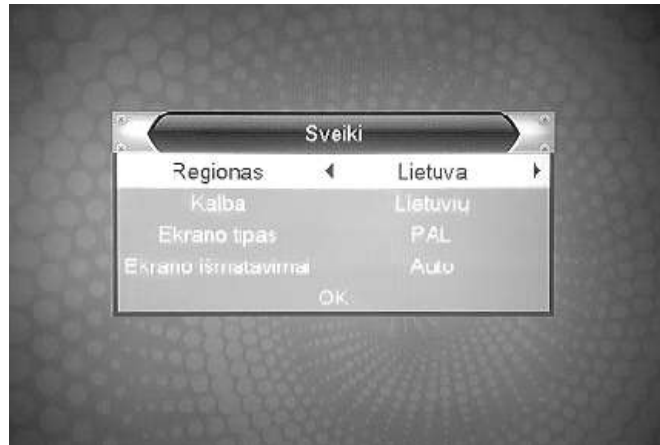 Sveiki
Regionas Lietuva
Kalba Lietuvių
Ekrano tipas PAL
Ekrano išmatavimai Auto
OK